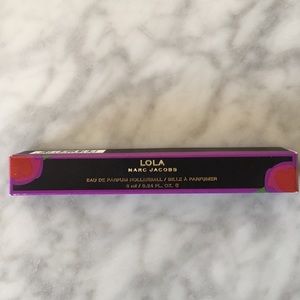 LOLA
MARC JACOBS
EAU DE PARFUM ROLLERBALL / BILLE À PARFUMER